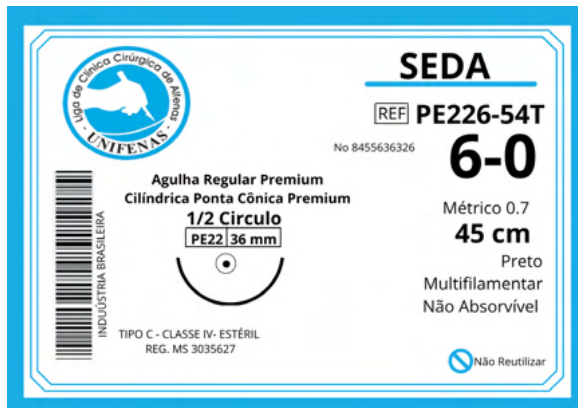 Liga de Clínica Cirúrgica de Alfenas
- UNIFENAS -
SEDA
REF PE226-54T
No 8455636326
6-0
Métrico 0.7
45 cm
Preto
Multifilamentar
Não Absorvível
Agulha Regular Premium
Cilíndrica Ponta Cônica Premium
1/2 Circulo
PE22 36 mm
INDUÚSTRIA BRASILEIRA
TIPO C - CLASSE IV- ESTÉRIL
REG. MS 3035627
Não Reutilizar